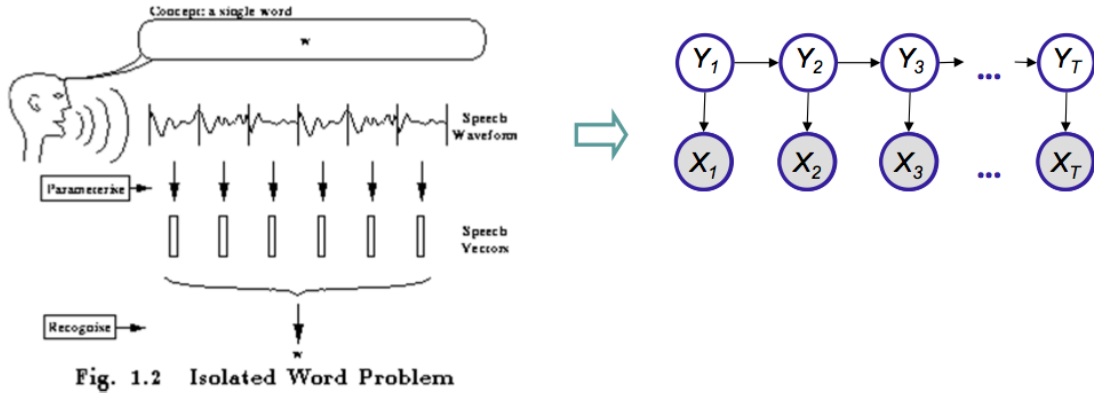 Concept: a single word
w
Speech
Waveform
Parameterise
Speech
Vectors
Recognise
w
Fig. 1.2 Isolated Word Problem
Y1 Y2 Y3 ... YT
X1 X2 X3 ... XT